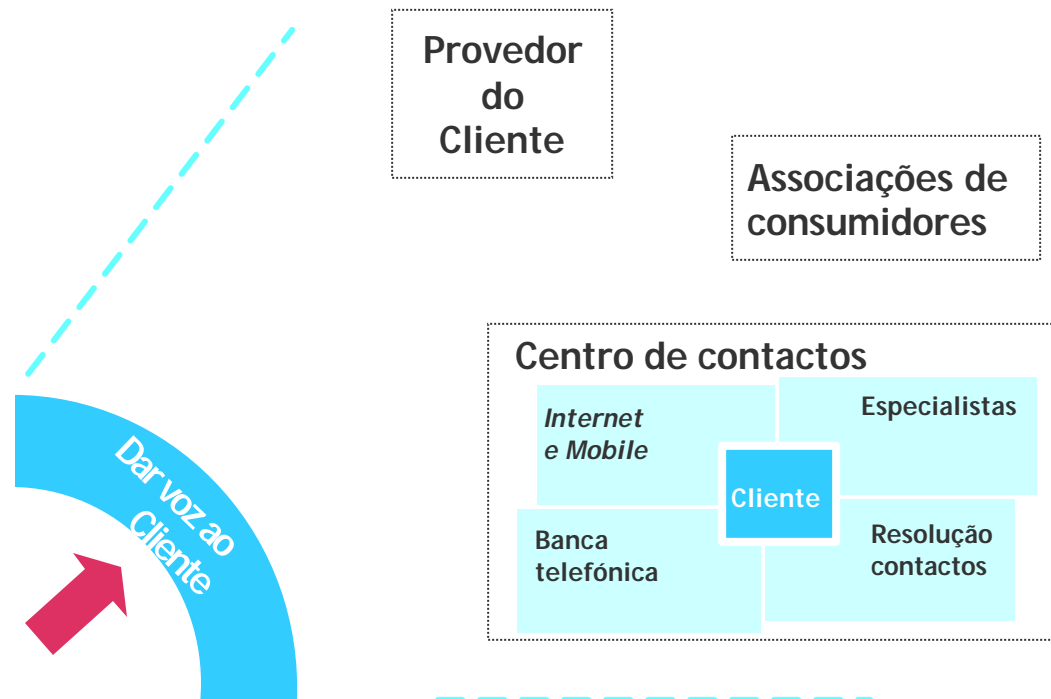 Provedor
do
Cliente
Associações de
consumidores
Centro de contactos
Internet
e Mobile
Especialistas
Cliente
Banca
telefónica
Resolução
contactos
Dar voz ao
Cliente